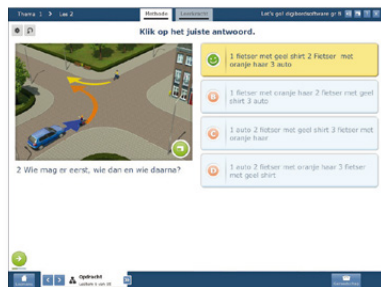 Thema 1 > Les 2
Methode
Let's go! digibordsoftware gr 8
Klik op het juiste antwoord.
1 fietser met geel shirt 2 Fietser met
oranje haar 3 auto
B
1 fietser met oranje haar 2 fietser met geel
shirt 3 auto
C
1 auto 2 fietser met geel shirt 3 fietser met
oranje haar
D
1 auto 2 fietser met oranje haar 3 fietser
met geel shirt
2 Wie mag er eerst, wie dan en wie daarna?
Opdracht